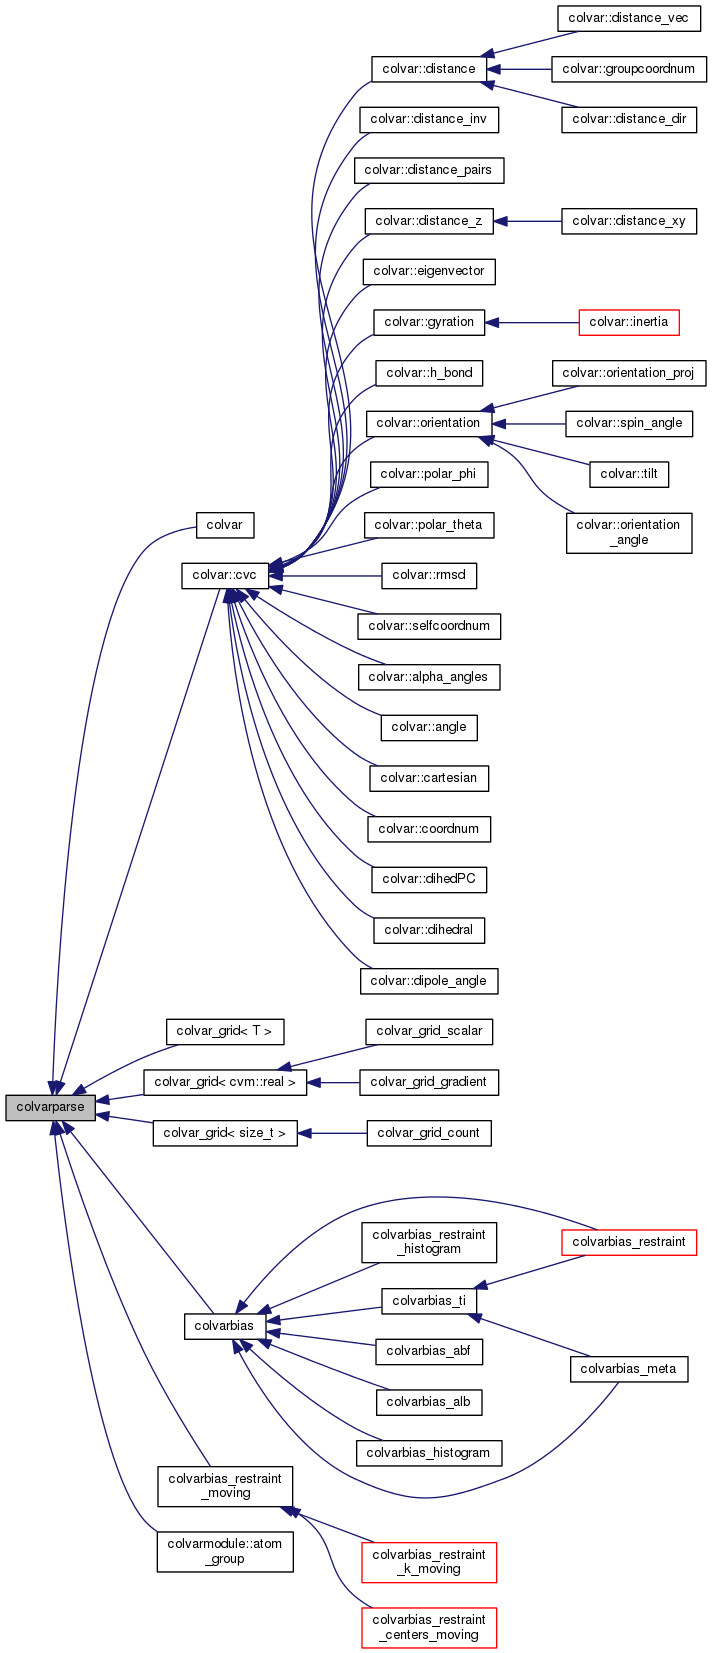 colvar::distance_vec
colvar::distance
colvar::groupcoordnum
colvar::distance_inv
colvar::distance_dir
colvar::distance_pairs
colvar::distance_z
colvar::distance_xy
colvar::eigenvector
colvar::gyration
colvar::inertia
colvar::h_bond
colvar::orientation_proj
colvar::orientation
colvar::spin_angle
colvar::polar_phi
colvar::tilt
colvar
colvar::polar_theta
colvar::orientation
_angle
colvar::cvc
colvar::rmsd
colvar::selfcoordnum
colvar::alpha_angles
colvar::angle
colvar::cartesian
colvar::coordnum
colvar::dihedPC
colvar::dihedral
colvar::dipole_angle
colvar_grid< T >
colvar_grid_scalar
colvar_grid< cvm::real >
colvar_grid_gradient
colvarparse
colvar_grid< size_t >
colvar_grid_count
colvarbias_restraint
_histogram
colvarbias_restraint
colvarbias_ti
colvarbias
colvarbias_abf
colvarbias_meta
colvarbias_alb
colvarbias_histogram
colvarbias_restraint
_moving
colvarmodule::atom
_group
colvarbias_restraint
_k_moving
colvarbias_restraint
_centers_moving